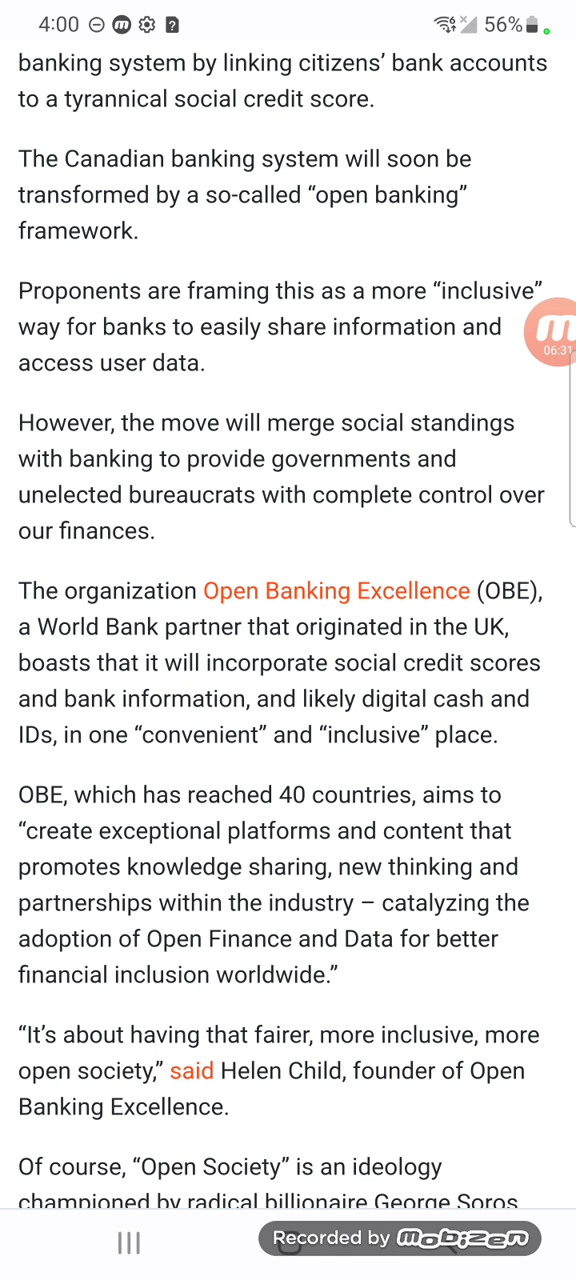 4:00
56%
banking system by linking citizens’ bank accounts
to a tyrannical social credit score.
The Canadian banking system will soon be
transformed by a so-called “open banking”
framework.
Proponents are framing this as a more “inclusive”
way for banks to easily share information and
access user data.
06:31
However, the move will merge social standings
with banking to provide governments and
unelected bureaucrats with complete control over
our finances.
The organization Open Banking Excellence (OBE),
a World Bank partner that originated in the UK,
boasts that it will incorporate social credit scores
and bank information, and likely digital cash and
IDs, in one “convenient” and “inclusive” place.
OBE, which has reached 40 countries, aims to
“create exceptional platforms and content that
promotes knowledge sharing, new thinking and
partnerships within the industry – catalyzing the
adoption of Open Finance and Data for better
financial inclusion worldwide.”
“It’s about having that fairer, more inclusive, more
open society,” said Helen Child, founder of Open
Banking Excellence.
Of course, “Open Society” is an ideology
championed by radical billionaire George Soros
Recorded by mobizen